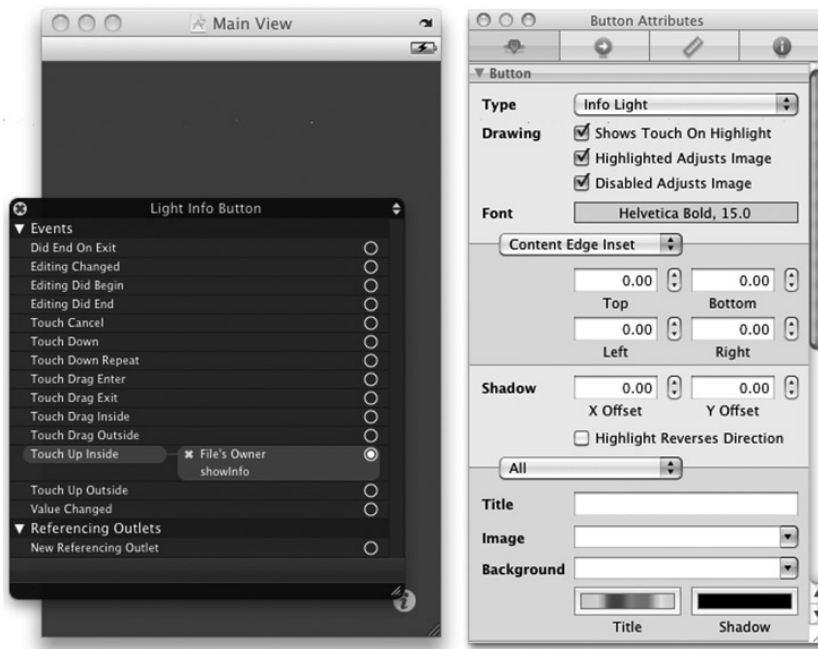 Main View
Light Info Button
Events
Did End On Exit
Editing Changed
Editing Did Begin
Editing Did End
Touch Cancel
Touch Down
Touch Down Repeat
Touch Drag Enter
Touch Drag Exit
Touch Drag Inside
Touch Drag Outside
Touch Up Inside File's Owner
showInfo
Touch Up Outside
Value Changed
Referencing Outlets
New Referencing Outlet
Button Attributes
Button
Type Info Light
Drawing Shows Touch On Highlight
Highlighted Adjusts Image
Disabled Adjusts Image
Font Helvetica Bold, 15.0
Content Edge Inset
0.00 0.00
Top Bottom
0.00 0.00
Left Right
Shadow 0.00 0.00
X Offset Y Offset
Highlight Reverses Direction
All
Title
Image
Background
Title Shadow